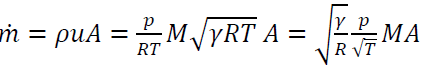 ṁ = ρuA = p/RT M√γRT A = √γ/R p/√T MA